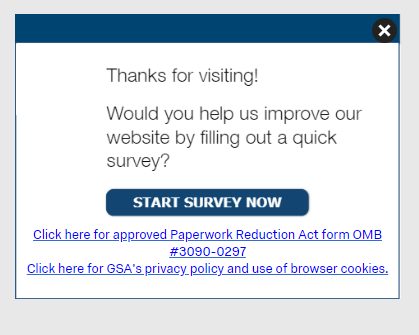 Thanks for visiting!
Would you help us improve our
website by filling out a quick
survey?
START SURVEY NOW
Click here for approved Paperwork Reduction Act form OMB
#3090-0297
Click here for GSA's privacy policy and use of browser cookies.